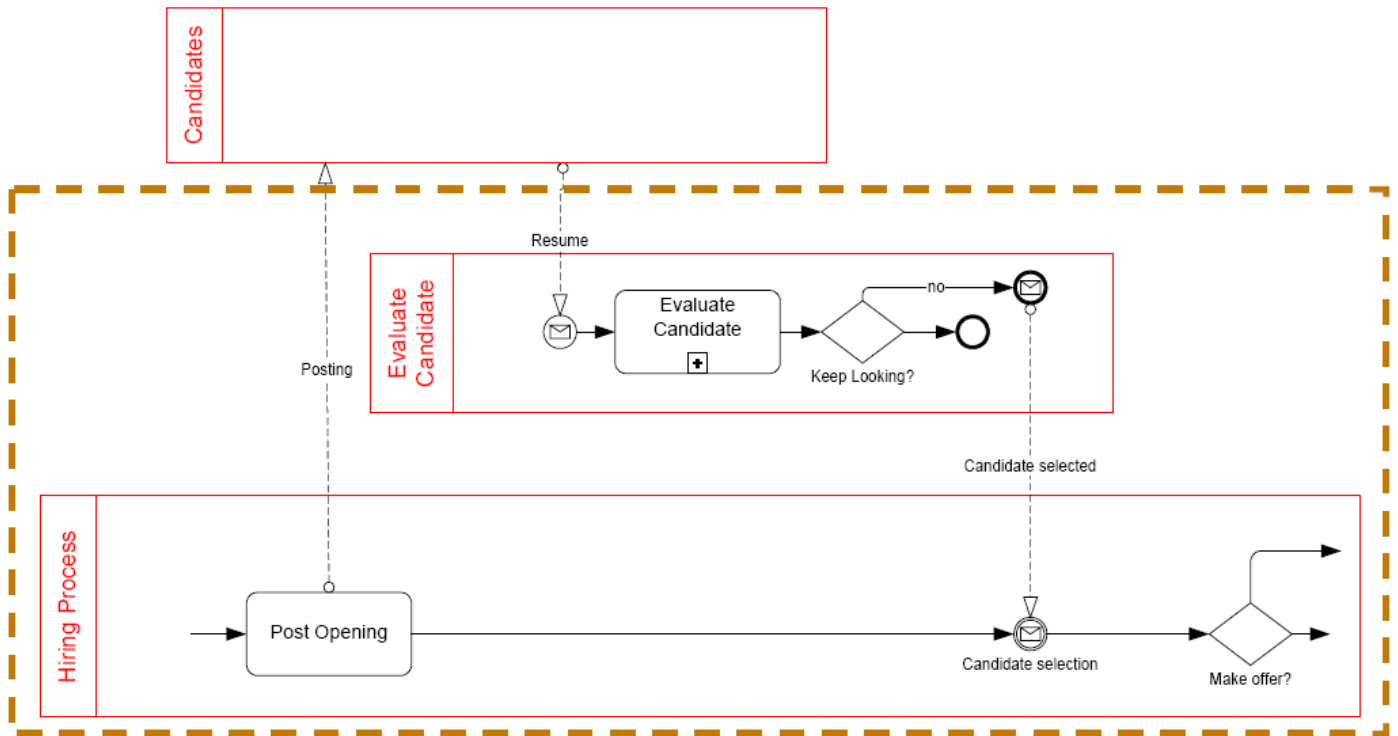 Candidates
Resume
Evaluate
Candidate
Evaluate
Candidate
no
Keep Looking?
Posting
Candidate selected
Hiring Process
Post Opening
Candidate selection
Make offer?